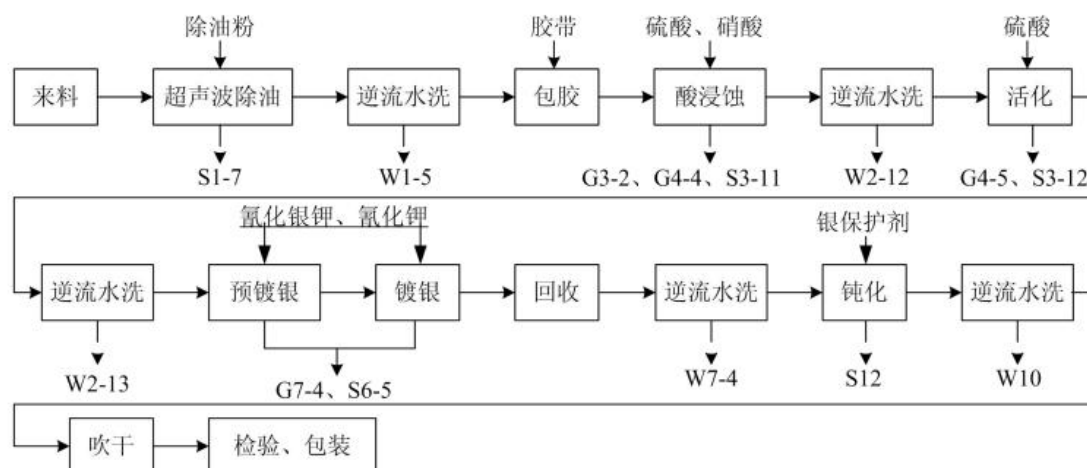 除油粉
胶带
硫酸、硝酸
硫酸
来料
超声波除油
逆流水洗
包胶
酸浸蚀
逆流水洗
活化
S1-7
W1-5
G3-2、G4-4、S3-11
W2-12
G4-5、S3-12
氰化银钾、氰化钾
银保护剂
逆流水洗
预镀银
镀银
回收
逆流水洗
钝化
逆流水洗
W2-13
G7-4、S6-5
W7-4
S12
W10
吹干
检验、包装